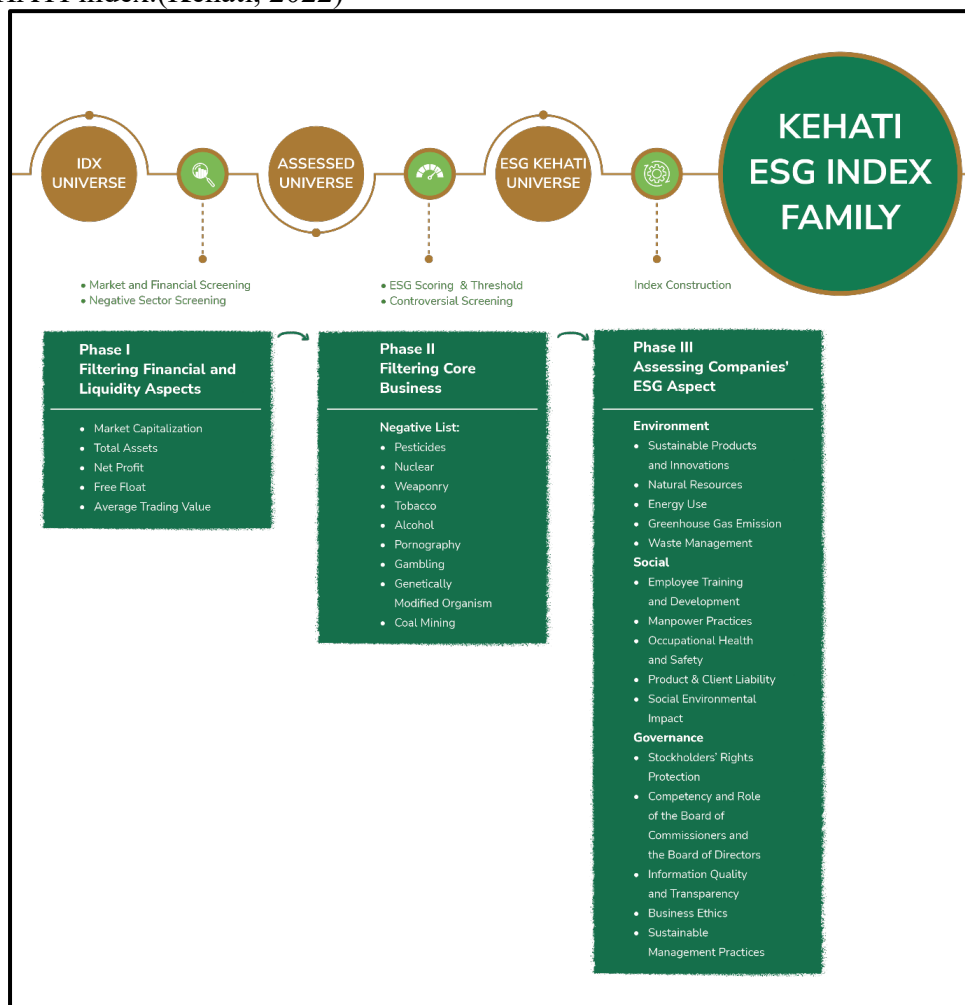 index.(Kehati, 2022)
IDX
UNIVERSE
ASSESSED
UNIVERSE
ESG KEHATI
UNIVERSE
KEHATI
ESG INDEX
FAMILY
• Market and Financial Screening
• Negative Sector Screening
• ESG Scoring & Threshold
• Controversial Screening
Index Construction
Phase I
Filtering Financial and
Liquidity Aspects
• Market Capitalization
• Total Assets
• Net Profit
• Free Float
• Average Trading Value
Phase II
Filtering Core
Business
Negative List:
• Pesticides
• Nuclear
• Weaponry
• Tobacco
• Alcohol
• Pornography
• Gambling
• Genetically
Modified Organism
• Coal Mining
Phase III
Assessing Companies'
ESG Aspect
Environment
• Sustainable Products
and Innovations
• Natural Resources
• Energy Use
• Greenhouse Gas Emission
• Waste Management
Social
• Employee Training
and Development
• Manpower Practices
• Occupational Health
and Safety
• Product & Client Liability
• Social Environmental
Impact
Governance
• Stockholders' Rights
Protection
• Competency and Role
of the Board of
Commissioners and
the Board of Directors
• Information Quality
and Transparency
• Business Ethics
• Sustainable
Management Practices